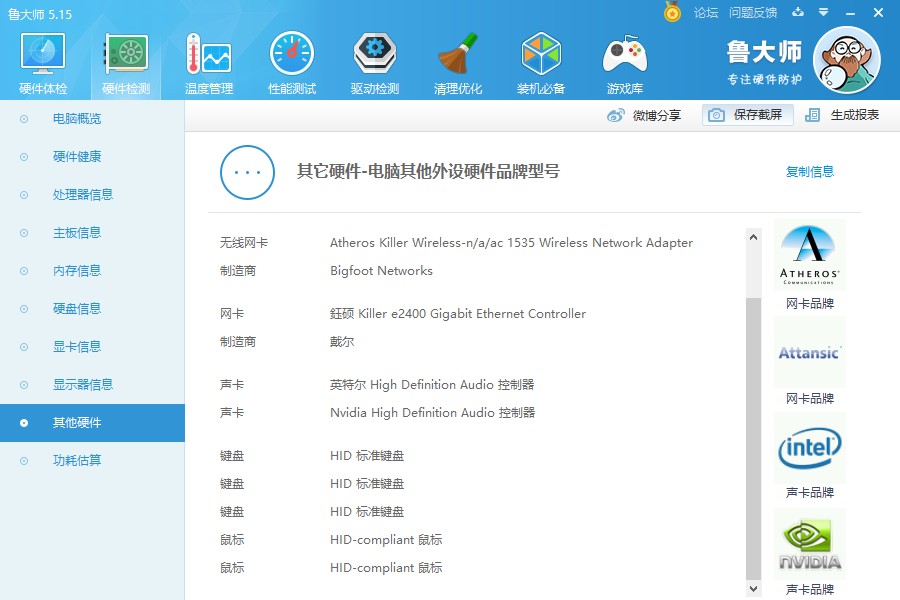 鲁大师 5.15
论坛 问题反馈
硬件体检 硬件检测 温度管理 性能测试 驱动检测 清理优化 装机必备 游戏库
鲁大师
专注硬件防护
微博分享 保存截屏 生成报表
电脑概览
硬件健康
处理器信息
主板信息
内存信息
硬盘信息
显卡信息
显示器信息
其他硬件
功耗估算
其它硬件-电脑其他外设硬件品牌型号
复制信息
无线网卡 Atheros Killer Wireless-n/a/ac 1535 Wireless Network Adapter
制造商 Bigfoot Networks
网卡 鈺硕 Killer e2400 Gigabit Ethernet Controller
制造商 戴尔
声卡 英特尔 High Definition Audio 控制器
声卡 Nvidia High Definition Audio 控制器
键盘 HID 标准键盘
键盘 HID 标准键盘
键盘 HID 标准键盘
鼠标 HID-compliant 鼠标
鼠标 HID-compliant 鼠标
ATHEROS
COMMUNICATIONS
网卡品牌
Attansic
网卡品牌
intel
声卡品牌
NVIDIA
声卡品牌